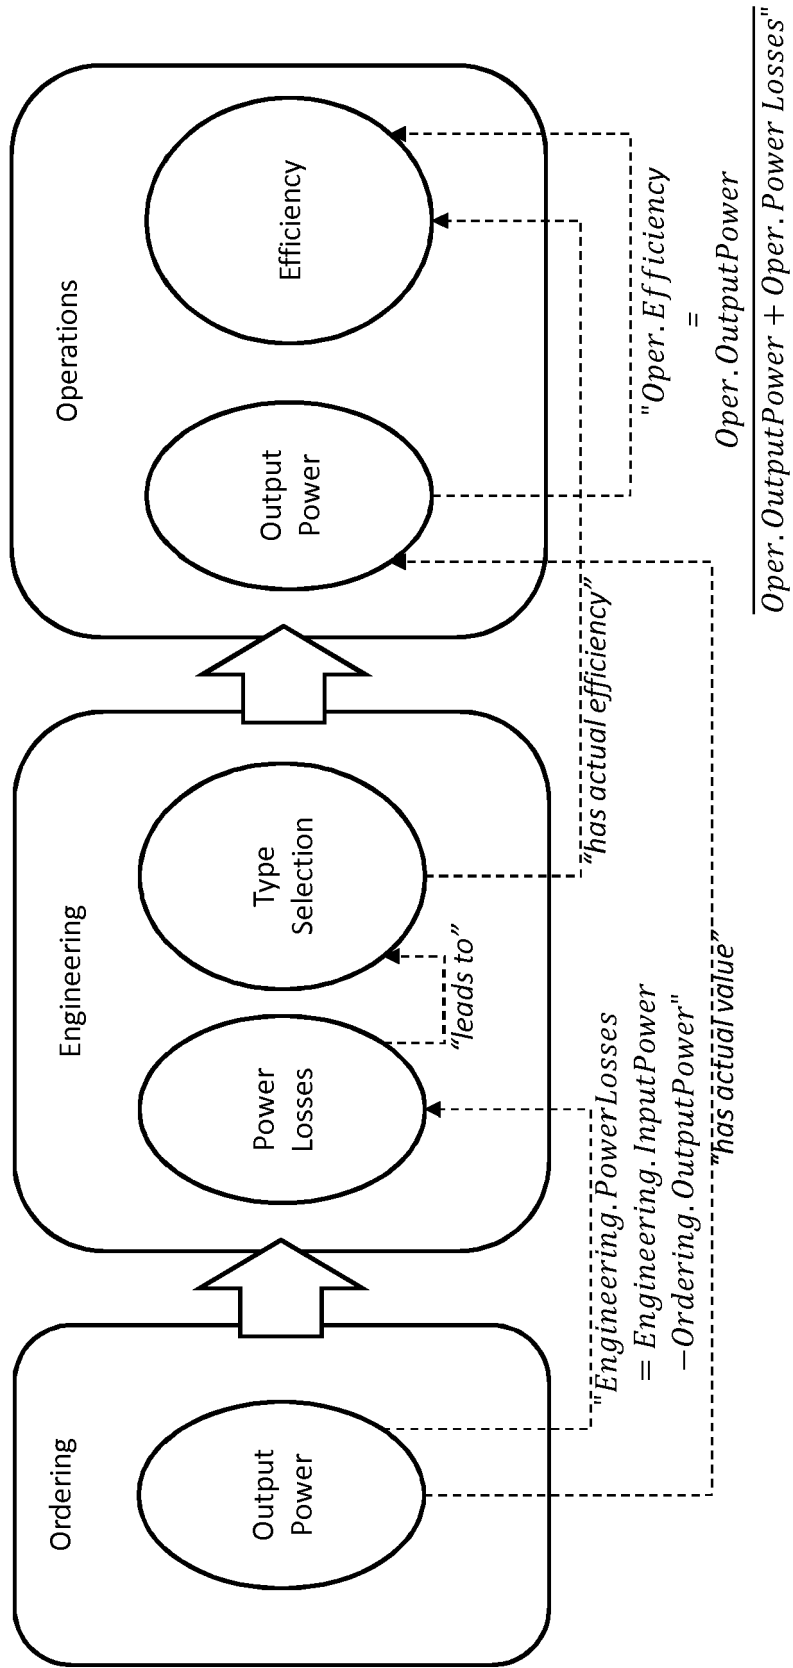 Ordering
Output
Power
Engineering
Power
Losses
Type
Selection
Operations
Output
Power
Efficiency
"Engineering.PowerLosses
= Engineering.InputPower
−Ordering.OutputPower"
“leads to”
“has actual efficiency”
“has actual value”
"Oper.Efficiency
=
Oper.OutputPower
Oper.OutputPower + Oper.Power Losses"